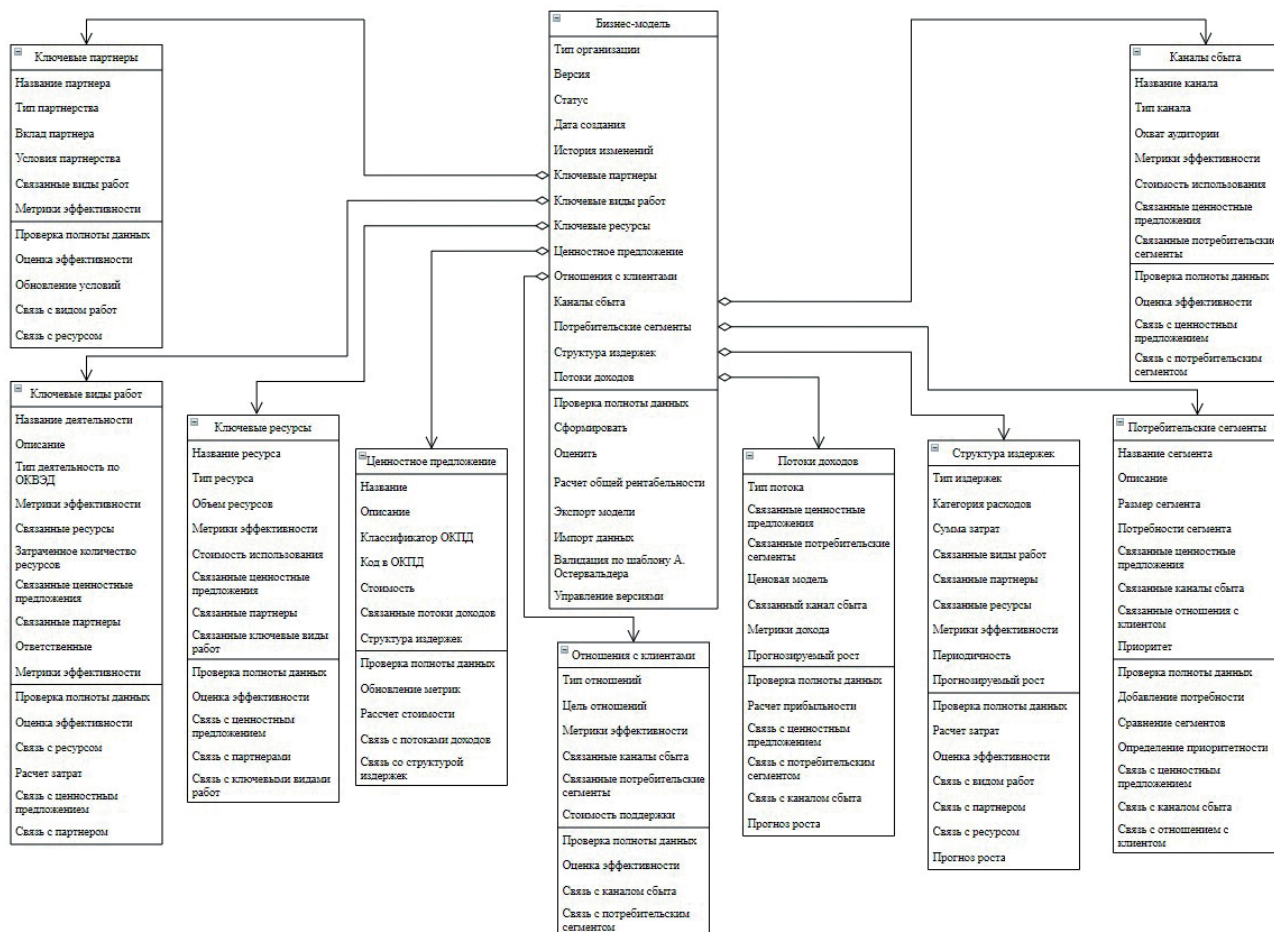 Бизнес-модель
Тип организации
Версия
Статус
Дата создания
История изменений
Ключевые партнеры
Ключевые виды работ
Ключевые ресурсы
Ценностное предложение
Отношения с клиентами
Каналы сбыта
Потребительские сегменты
Структура издержек
Потоки доходов
Проверка полноты данных
Сформировать
Оценить
Расчет общей рентабельности
Экспорт модели
Импорт данных
Валидация по шаблону А.
Остервальдера
Управление версиями
Ключевые партнеры
Название партнера
Тип партнерства
Вклад партнера
Условия партнерства
Связанные виды работ
Метрики эффективности
Проверка полноты данных
Оценка эффективности
Обновление условий
Связь с видом работ
Связь с ресурсом
Каналы сбыта
Название канала
Тип канала
Охват аудитории
Метрики эффективности
Стоимость использования
Связанные ценностные
предложения
Связанные потребительские
сегменты
Проверка полноты данных
Оценка эффективности
Связь с ценностным
предложением
Связь с потребительским
сегментом
Ключевые виды работ
Название деятельности
Описание
Тип деятельность по
ОКВЭД
Метрики эффективности
Связанные ресурсы
Затраченное количество
ресурсов
Связанные ценностные
предложения
Связанные партнеры
Ответственные
Метрики эффективности
Проверка полноты данных
Оценка эффективности
Связь с ресурсом
Расчет затрат
Связь с ценностным
предложением
Связь с партнером
Ключевые ресурсы
Название ресурса
Тип ресурса
Объем ресурсов
Метрики эффективности
Стоимость использования
Связанные ценностные
предложения
Связанные партнеры
Связанные ключевые виды
работ
Проверка полноты данных
Оценка эффективности
Связь с ценностным
предложением
Связь с партнерами
Связь с ключевыми видами
работ
Ценностное предложение
Название
Описание
Классификатор ОКПД
Код в ОКПД
Стоимость
Связанные потоки доходов
Структура издержек
Проверка полноты данных
Обновление метрик
Рассчет стоимости
Связь с потоками доходов
Связь со структурой
издержек
Отношения с клиентами
Тип отношений
Цель отношений
Метрики эффективности
Связанные каналы сбыта
Связанные потребительские
сегменты
Стоимость поддержки
Проверка полноты данных
Оценка эффективности
Связь с каналом сбыта
Связь с потребительским
сегментом
Потоки доходов
Тип потока
Связанные ценностные
предложения
Связанные потребительские
сегменты
Ценовая модель
Связанный канал сбыта
Метрики дохода
Прогнозируемый рост
Проверка полноты данных
Расчет прибыльности
Связь с ценностным
предложением
Связь с потребительским
сегментом
Связь с каналом сбыта
Прогноз роста
Структура издержек
Тип издержек
Категория расходов
Сумма затрат
Связанные виды работ
Связанные партнеры
Связанные ресурсы
Метрики эффективности
Периодичность
Прогнозируемый рост
Проверка полноты данных
Расчет затрат
Оценка эффективности
Связь с видом работ
Связь с партнером
Связь с ресурсом
Прогноз роста
Потребительские сегменты
Название сегмента
Описание
Размер сегмента
Потребности сегмента
Связанные ценностные
предложения
Связанные каналы сбыта
Связанные отношения с
клиентом
Приоритет
Проверка полноты данных
Добавление потребности
Сравнение сегментов
Определение приоритетности
Связь с ценностным
предложением
Связь с каналом сбыта
Связь с отношением с
клиентом